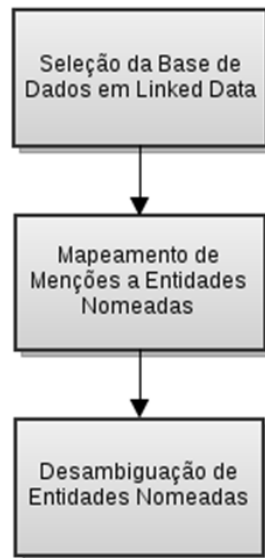 Seleção da Base de
Dados em Linked Data
Mapeamento de
Menções a Entidades
Nomeadas
Desambiguação de
Entidades Nomeadas